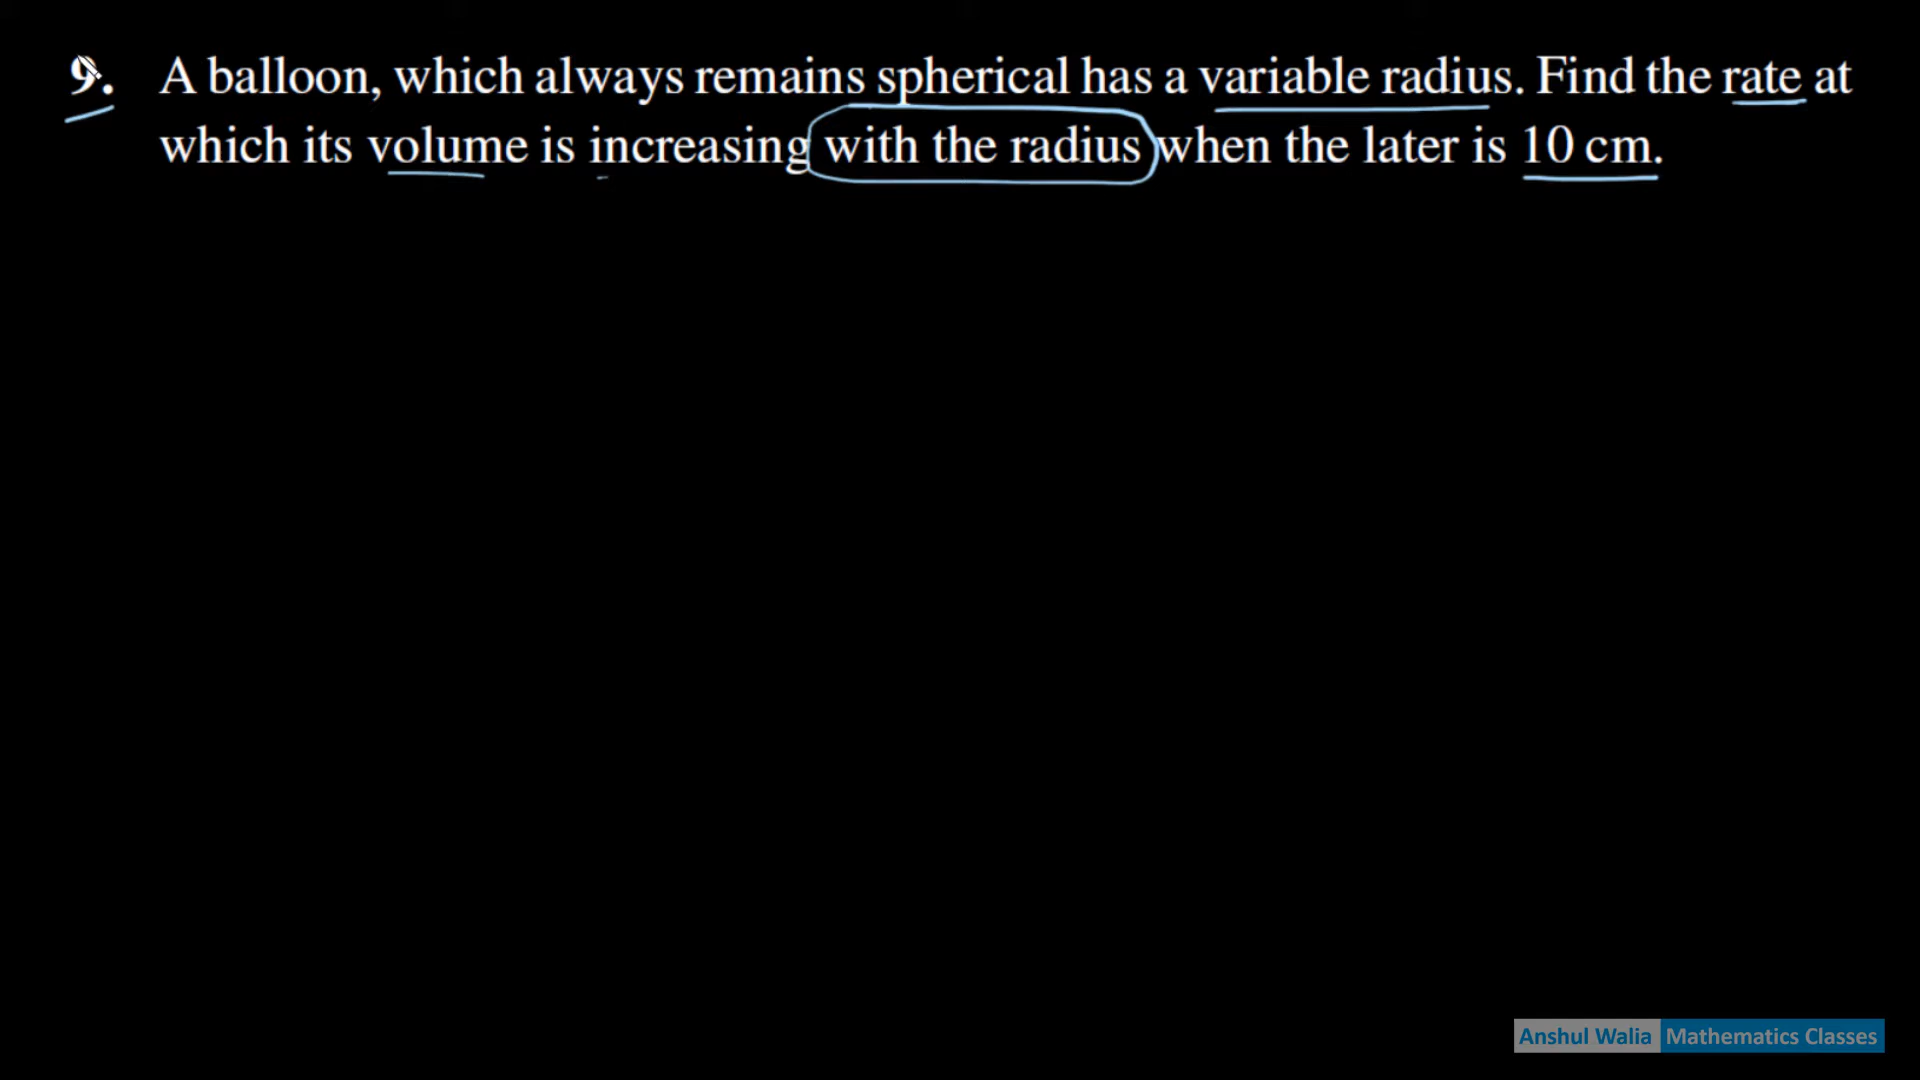 9. A balloon, which always remains spherical has a variable radius. Find the rate at
which its volume is increasing with the radius when the later is 10 cm.
Anshul Walia Mathematics Classes